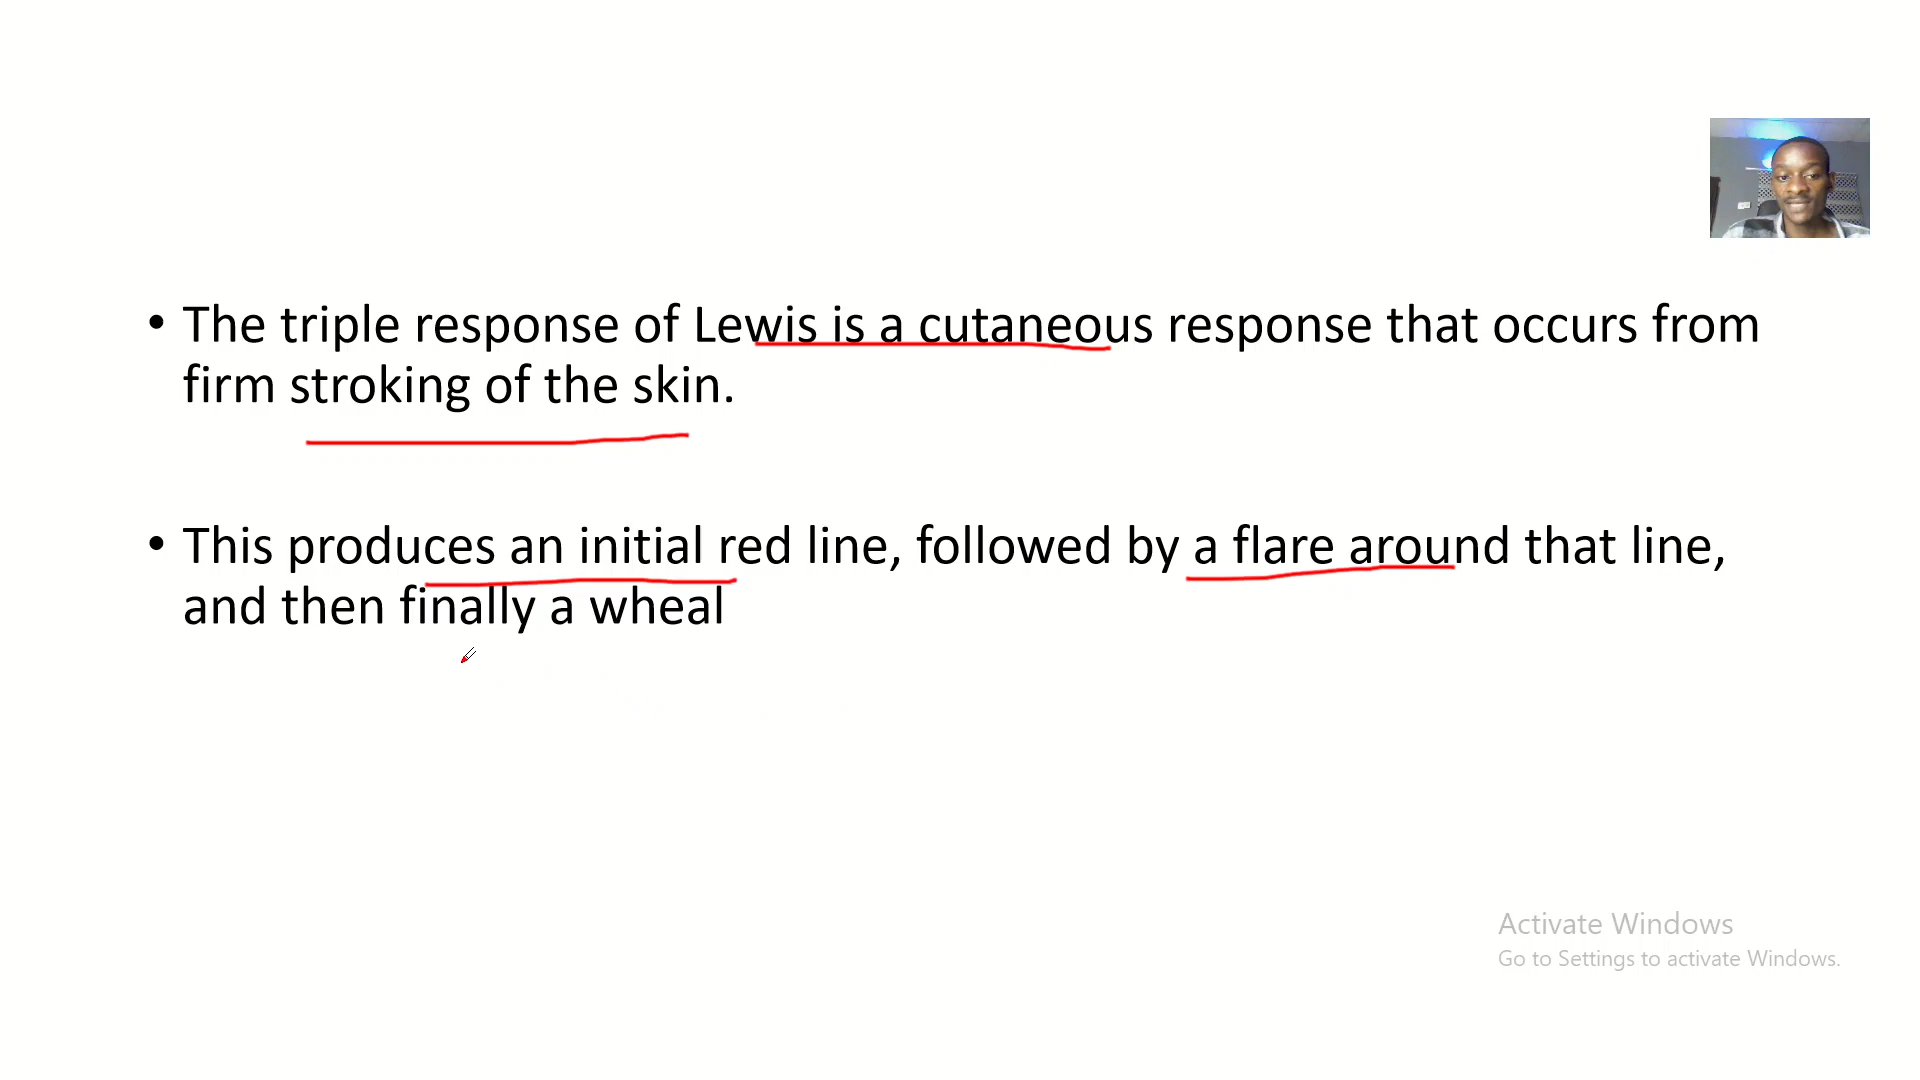 • The triple response of Lewis is a cutaneous response that occurs from
firm stroking of the skin.
• This produces an initial red line, followed by a flare around that line,
and then finally a wheal
Activate Windows
Go to Settings to activate Windows.